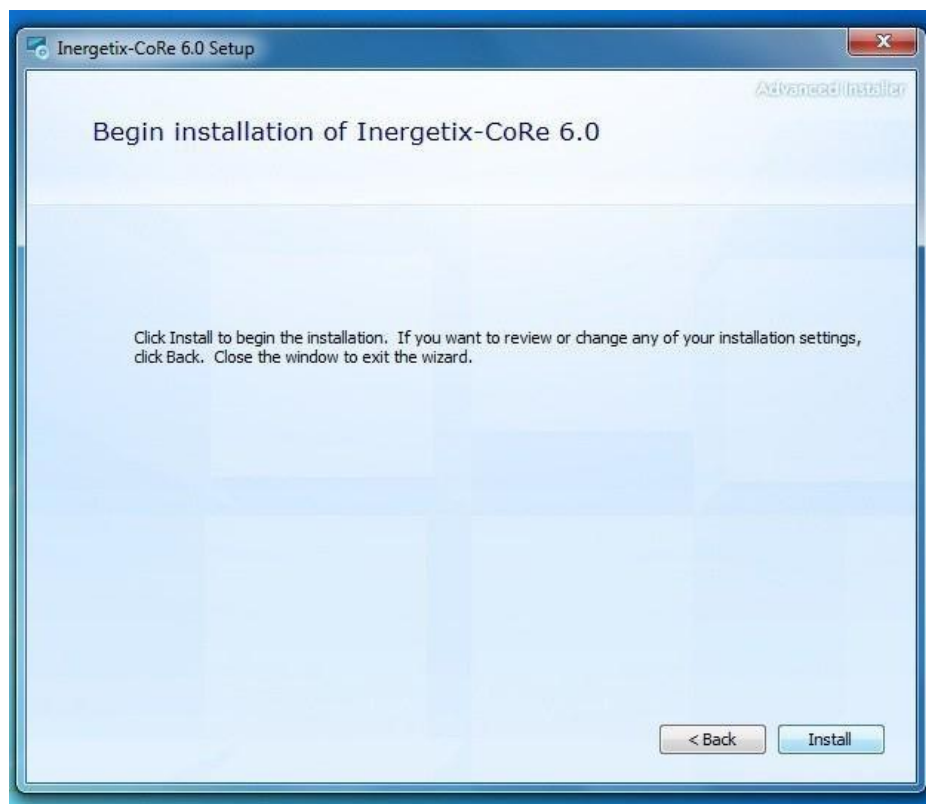 Inergetix-CoRe 6.0 Setup
Advanced Installer
Begin installation of Inergetix-CoRe 6.0
Click Install to begin the installation. If you want to review or change any of your installation settings,
click Back. Close the window to exit the wizard.
< Back
Install